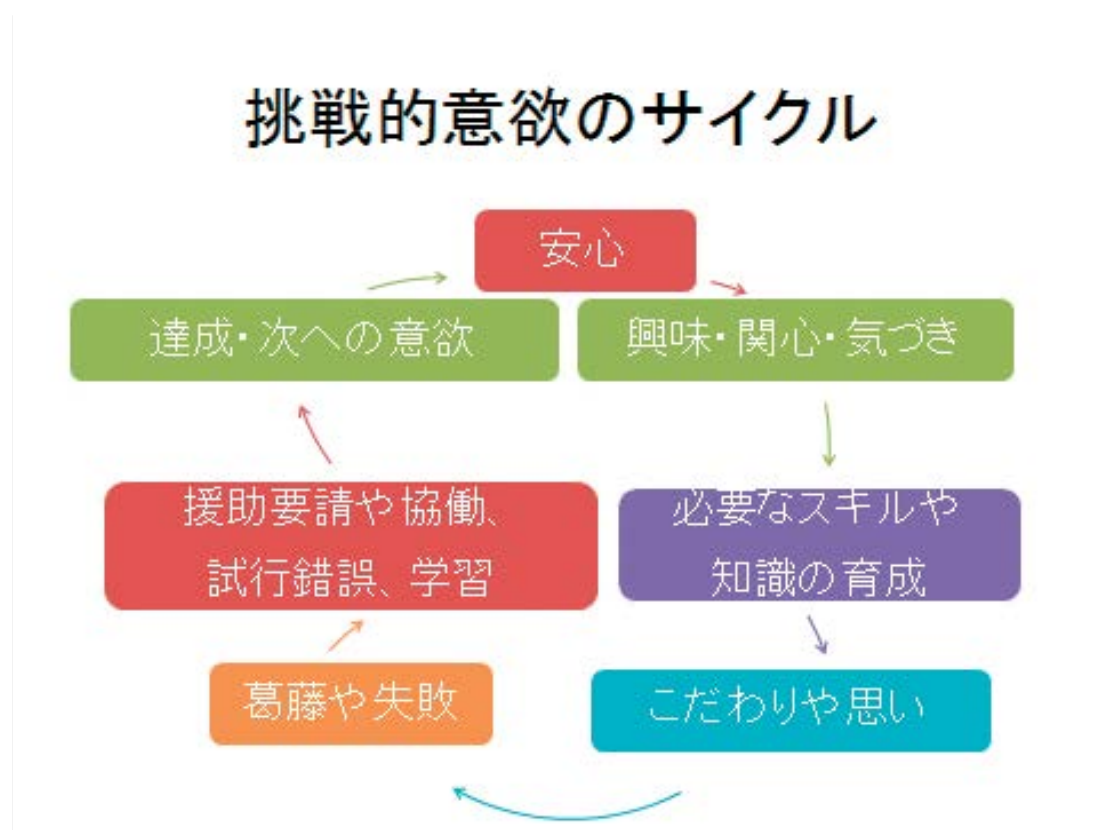 挑戦的意欲のサイクル
安心
達成・次への意欲
興味・関心・気づき
援助要請や協働、
試行錯誤、学習
必要なスキルや
知識の育成
葛藤や失敗
こだわりや思い